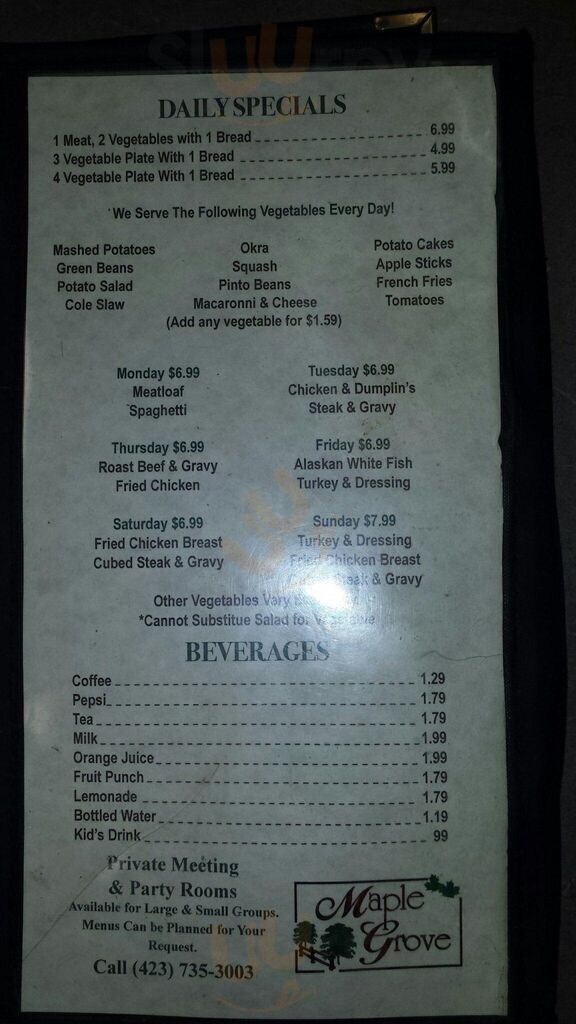 DAILY SPECIALS
1 Meat, 2 Vegetables with 1 Bread 6.99
3 Vegetable Plate With 1 Bread 4.99
4 Vegetable Plate With 1 Bread 5.99
We Serve The Following Vegetables Every Day!
Mashed Potatoes Okra Potato Cakes
Green Beans Squash Apple Sticks
Potato Salad Pinto Beans French Fries
Cole Slaw Macaronni & Cheese Tomatoes
(Add any vegetable for $1.59)
Monday $6.99 Tuesday $6.99
Meatloaf Chicken & Dumplin's
Spaghetti Steak & Gravy
Thursday $6.99 Friday $6.99
Roast Beef & Gravy Alaskan White Fish
Fried Chicken Turkey & Dressing
Saturday $6.99 Sunday $7.99
Fried Chicken Breast Turkey & Dressing
Cubed Steak & Gravy Fried Chicken Breast
Steak & Gravy
Other Vegetables Vary
*Cannot Substitue Salad for
BEVERAGES
Coffee 1.29
Pepsi 1.79
Tea 1.79
Milk 1.99
Orange Juice 1.99
Fruit Punch 1.79
Lemonade 1.79
Bottled Water 1.19
Kid's Drink 99
Private Meeting
& Party Rooms
Available for Large & Small Groups.
Menus Can be Planned for Your
Request.
Call (423) 735-3003
Maple
Grove